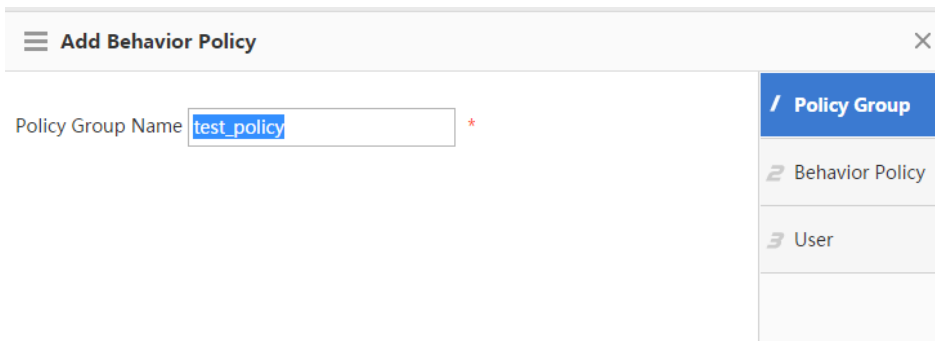 Add Behavior Policy
Policy Group Name test_policy *
1 Policy Group
2 Behavior Policy
3 User